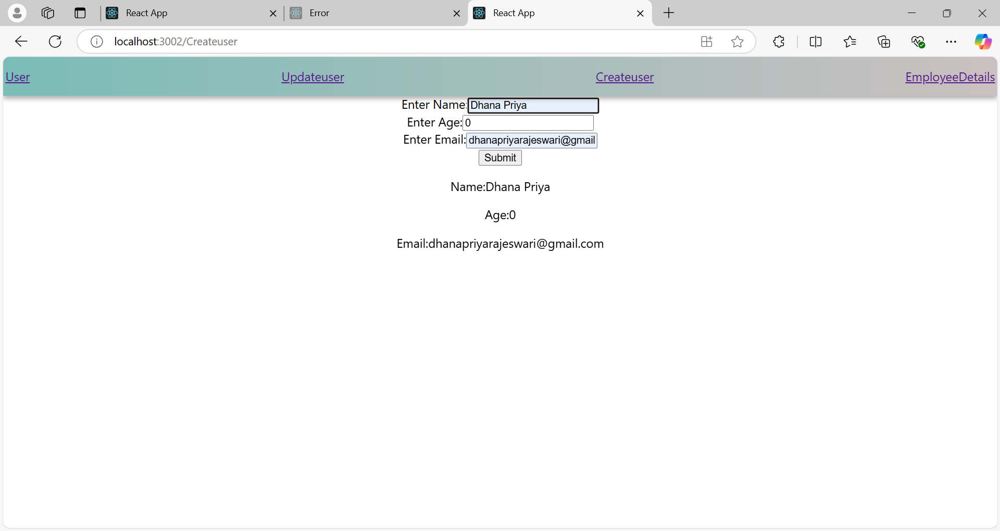 React App
Error
React App
localhost:3002/Createuser
User Updateuser Createuser EmployeeDetails
Enter Name:Dhana Priya
Enter Age:0
Enter Email:dhanapriyarajeswari@gmail
Submit
Name:Dhana Priya
Age:0
Email:dhanapriyarajeswari@gmail.com